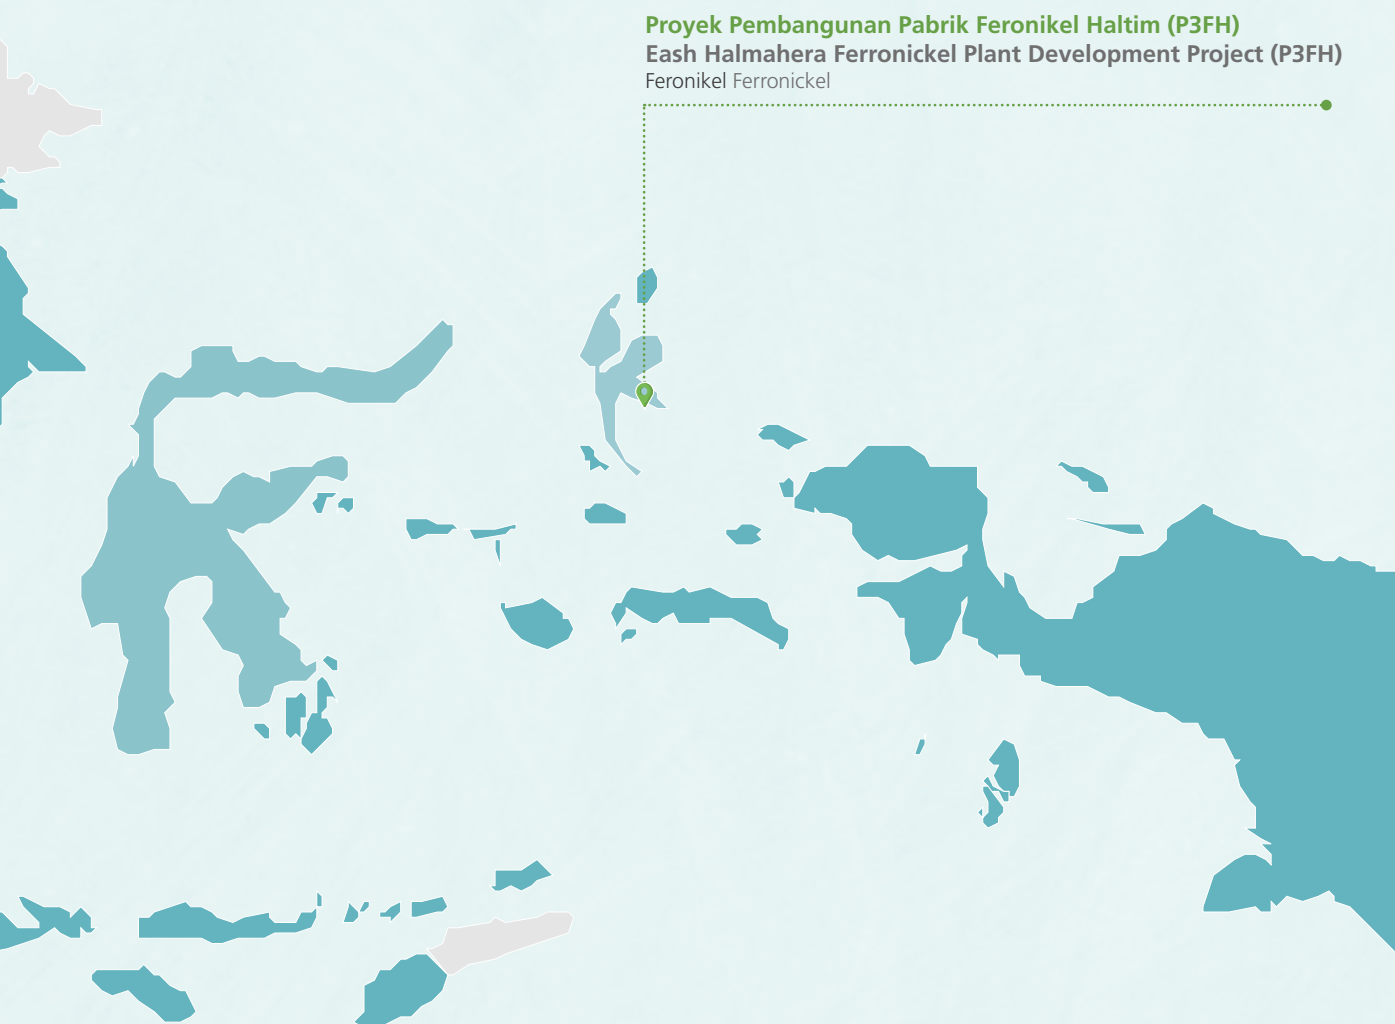 Proyek Pembangunan Pabrik Feronikel Haltim (P3FH)
Eash Halmahera Ferronickel Plant Development Project (P3FH)
Feronikel Ferronickel